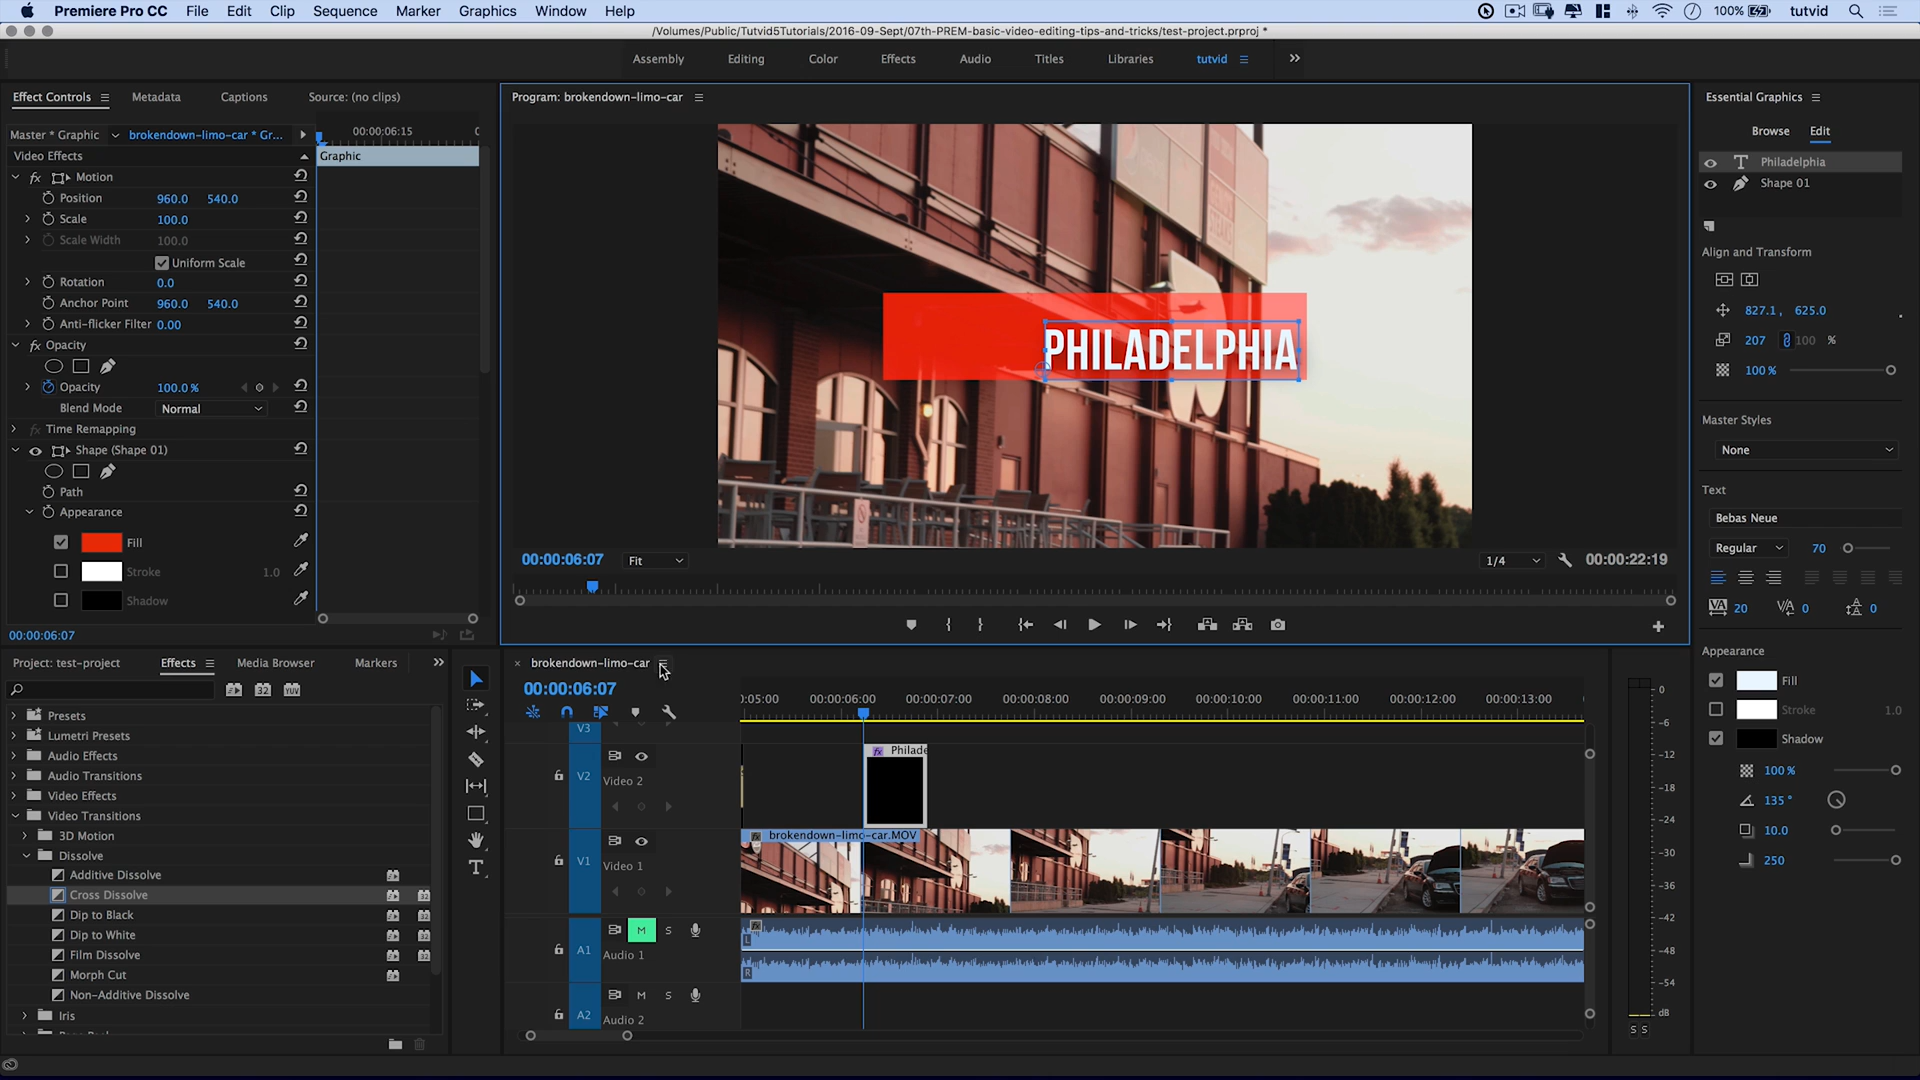 Premiere Pro CC File Edit Clip Sequence Marker Graphics Window Help 100% tutvid
/Volumes/Public/Tutvid5Tutorials/2016-09-Sept/07th-PREM-basic-video-editing-tips-and-tricks/test-project.prproj *
Assembly Editing Color Effects Audio Titles Libraries tutvid
Effect Controls Metadata Captions Source: (no clips)
Master * Graphic brokendown-limo-car * Gr... 00:00:06:15
Video Effects Graphic
fx Motion
Position 960.0 540.0
Scale 100.0
Scale Width 100.0
Uniform Scale
Rotation 0.0
Anchor Point 960.0 540.0
Anti-flicker Filter 0.00
fx Opacity
Opacity 100.0 %
Blend Mode Normal
fx Time Remapping
Shape (Shape 01)
Path
Appearance
Fill
Stroke 1.0
Shadow
00:00:06:07
Program: brokendown-limo-car
PHILADELPHIA
00:00:06:07 Fit 1/4 00:00:22:19
Essential Graphics
Browse Edit
Philadelphia
Shape 01
Align and Transform
827.1 , 625.0
207 100 %
100 %
Master Styles
None
Text
Bebas Neue
Regular 70
20 0 0
Appearance
Fill
Stroke 1.0
Shadow
100 %
135 °
10.0
250
Project: test-project Effects Media Browser Markers
32 YUV
Presets
Lumetri Presets
Audio Effects
Audio Transitions
Video Effects
Video Transitions
3D Motion
Dissolve
Additive Dissolve
Cross Dissolve
Dip to Black
Dip to White
Film Dissolve
Morph Cut
Non-Additive Dissolve
Iris
brokendown-limo-car
00:00:06:07
:05:00 00:00:06:00 00:00:07:00 00:00:08:00 00:00:09:00 00:00:10:00 00:00:11:00 00:00:12:00 00:00:13:00
V3
fx Philade
V2 Video 2
fx brokendown-limo-car.MOV
V1 Video 1
M S
A1 Audio 1
L
R
M S
A2 Audio 2
0
-6
-12
-18
-24
-30
-36
-42
-48
-54
dB
S S